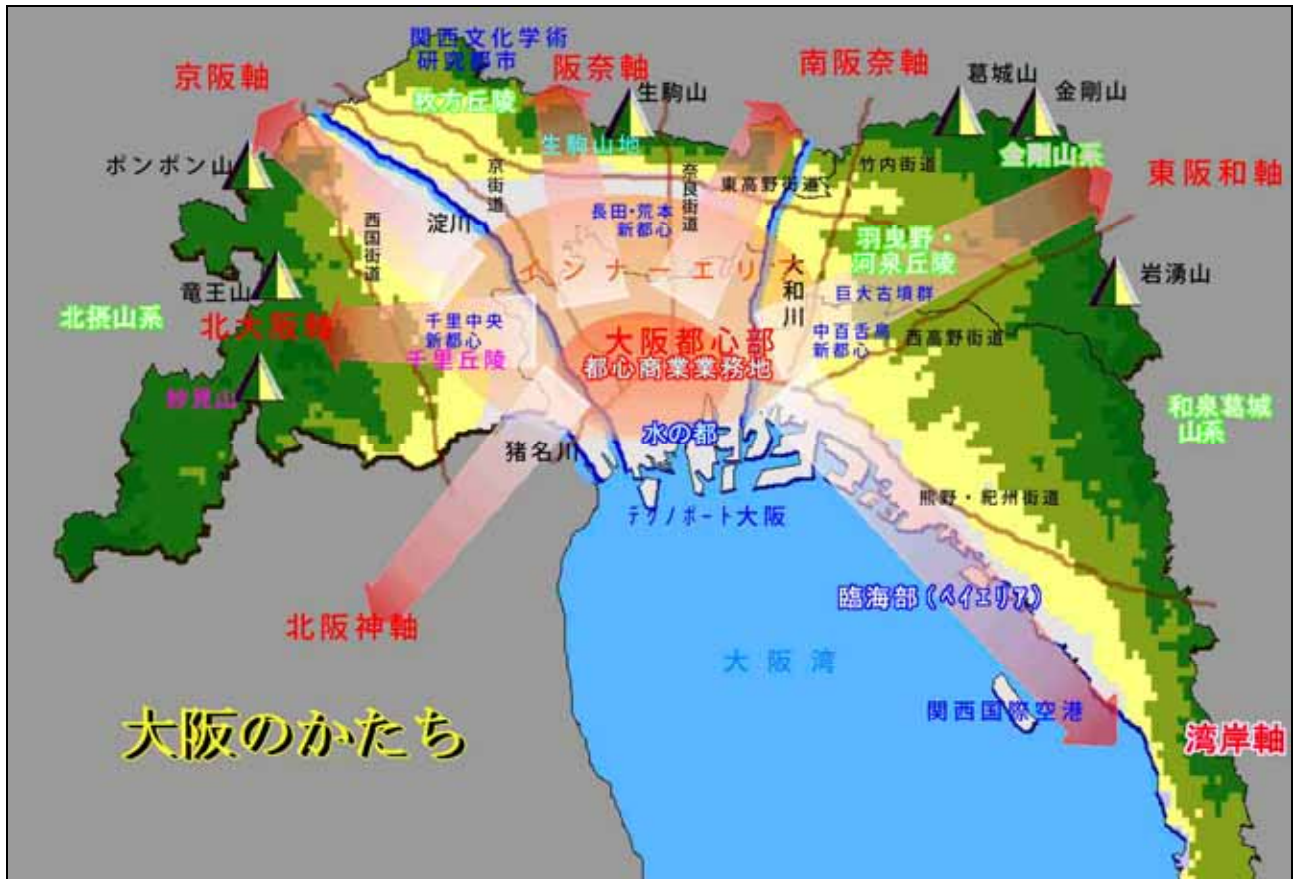 関西文化学術
研究都市
京阪軸
阪奈軸
南阪奈軸
葛城山
金剛山
枚方丘陵
生駒山
生駒山地
金剛山系
ポンポン山
京街道
奈良街道
東高野街道
竹内街道
東阪和軸
西国街道
淀川
長田・荒本
新都心
インナーエリア
大和川
羽曳野・
河泉丘陵
巨大古墳群
岩湧山
竜王山
北摂山系
北大阪軸
千里中央
新都心
千里丘陵
大阪都心部
都心商業業務地
中百舌鳥
新都心
西高野街道
妙見山
水の都
和泉葛城
山系
猪名川
テクノポート大阪
熊野・紀州街道
臨海部(ベイエリア)
北阪神軸
大阪湾
関西国際空港
湾岸軸
大阪のかたち